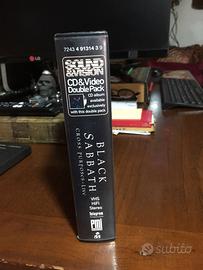 LG
7243 4 91314 3 9
SOUND
&VISION
CD&Video
Double Pack
CD album
available
exclusively
with this double pack
BLACK
SABBATH
CROSS PURPOSES~LIVE
VHS
HiFi
Stereo
EMI
subito